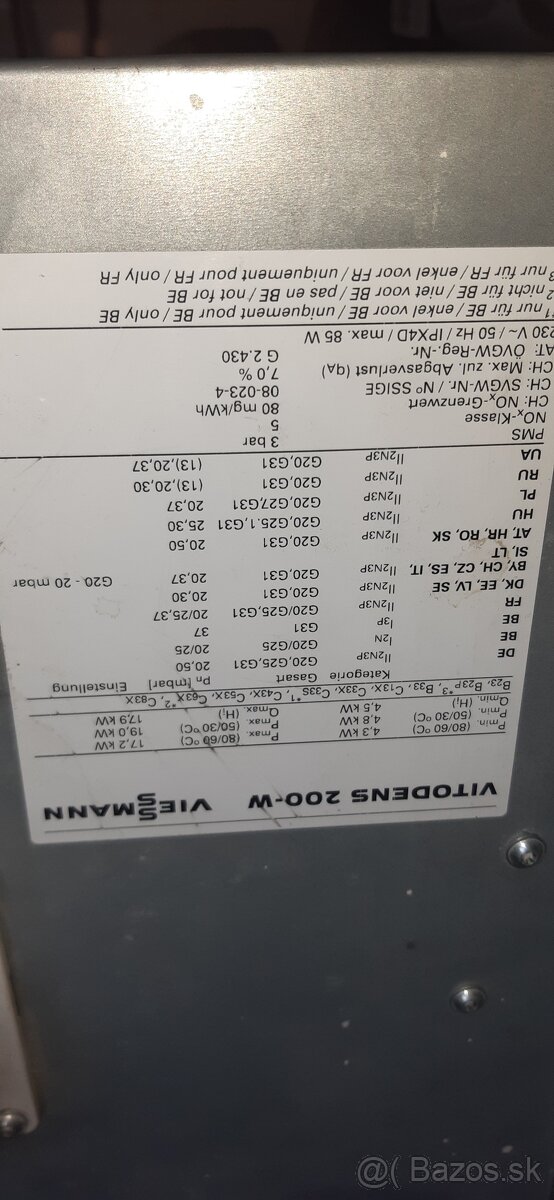 VITODENS 200-W VIESMANN
Pmin. (80/60 °C) 4,3 kW Pmax. (80/60 °C) 17,2 kW
Pmin. (50/30 °C) 4,8 kW Pmax. (50/30 °C) 19,0 kW
Qmin. (Hi) 4,5 kW Qmax. (Hi) 17,9 kW
B23, B23P*3, B33, C13x, C33x, C33S*1, C43x, C53x, C63x*2, C83x
Kategorie Gasart Pn [mbar] Einstellung
DE II2N3P G20,G25,G31 20,50
BE I2N G20/G25 20/25
BE I3P G31 37
FR II2N3P G20/G25,G31 20/25,37
DK, EE, LV, SE II2N3P G20,G31 20,30
BY, CH, CZ, ES, IT, II2N3P G20,G31 20,37 G20 - 20 mbar
SI, LT
AT, HR, RO, SK II2N3P G20,G31 20,50
HU II2N3P G20,G25.1,G31 25,30
PL II2N3P G20,G27,G31 20,37
RU II2N3P G20,G31 (13),20,30
UA II2N3P G20,G31 (13),20,37
PMS 3 bar
NOx-Klasse 5
CH: NOx-Grenzwert 80 mg/kWh
CH: SVGW-Nr./ Nº SSIGE 08-023-4
CH: Max. zul. Abgasverlust (qA) 7,0 %
AT: ÖVGW-Reg.-Nr. G 2.430
230 V~ / 50 Hz / IPX4D / max. 85 W
*1 nur für BE / enkel voor BE / uniquement pour BE / BE only
*2 nicht für BE / niet voor BE / pas en BE / not for BE
*3 nur für FR / enkel voor FR / uniquement pour FR / only FR
Bazos.sk